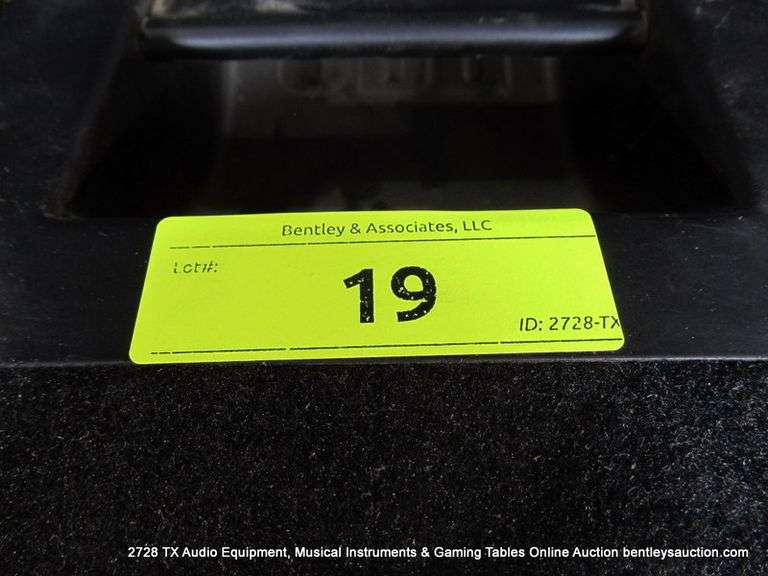 Bentley & Associates, LLC
Lot#:
19
ID: 2728-TX
2728 TX Audio Equipment, Musical Instruments & Gaming Tables Online Auction bentleysauction.com